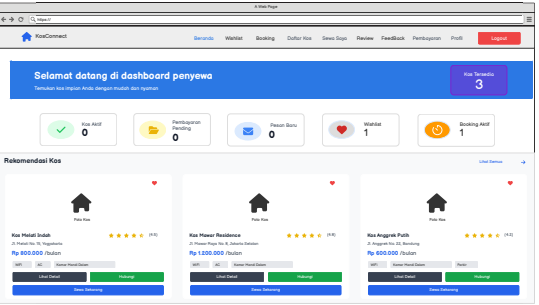 A Web Page
https://
KosConnect
Beranda Wishlist Booking Daftar Kos Sewa Saya Review FeedBack Pembayaran Profil Logout
Selamat datang di dashboard penyewa
Temukan kos impian Anda dengan mudah dan nyaman
Kos Tersedia
3
Kos Aktif
0
Pembayaran Pending
0
Pesan Baru
0
Wishlist
1
Booking Aktif
1
Rekomendasi Kos
Lihat Semua
Foto Kos
Kos Melati Indah
(4.5)
Jl. Melati No. 15, Yogyakarta
Rp 800.000 /bulan
WiFi AC Kamar Mandi Dalam
Lihat Detail Hubungi
Sewa Sekarang
Foto Kos
Kos Mawar Residence
(4.8)
Jl. Mawar Raya No. 8, Jakarta Selatan
Rp 1.200.000 /bulan
WiFi AC Kamar Mandi Dalam
Lihat Detail Hubungi
Sewa Sekarang
Foto Kos
Kos Anggrek Putih
Jl. Anggrek No. 22, Bandung
Rp 600.000 /bulan
WiFi Kamar Mandi Dalam Parkir
Lihat Detail Hubungi
Sewa Sekarang